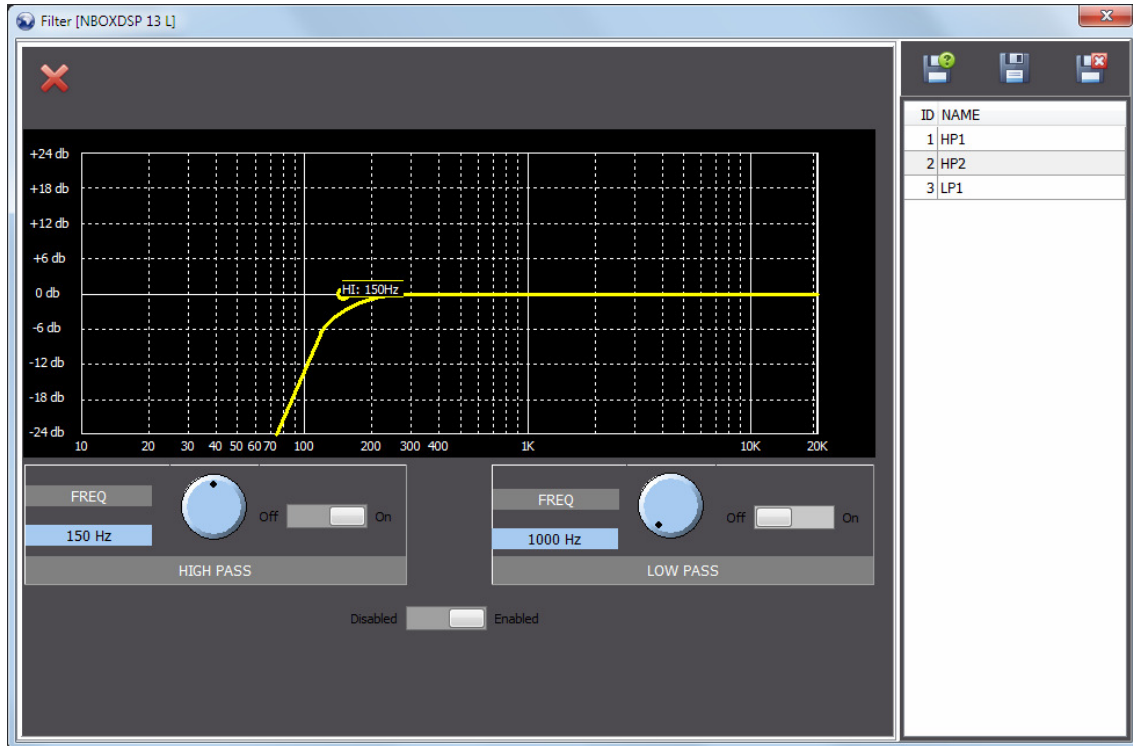 Filter [NBOXDSP 13 L]
ID NAME
1 HP1
2 HP2
3 LP1
+24 db
+18 db
+12 db
+6 db
0 db
-6 db
-12 db
-18 db
-24 db
HI: 150Hz
10 20 30 40 50 60 70 100 200 300 400 1K 10K 20K
FREQ
150 Hz
Off On
HIGH PASS
FREQ
1000 Hz
Off On
LOW PASS
Disabled Enabled